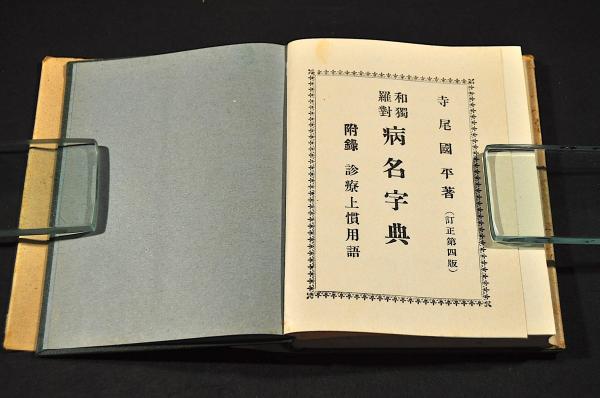 寺尾國平著(訂正第四版)
和獨羅對病名字典
附錄 診療上慣用語